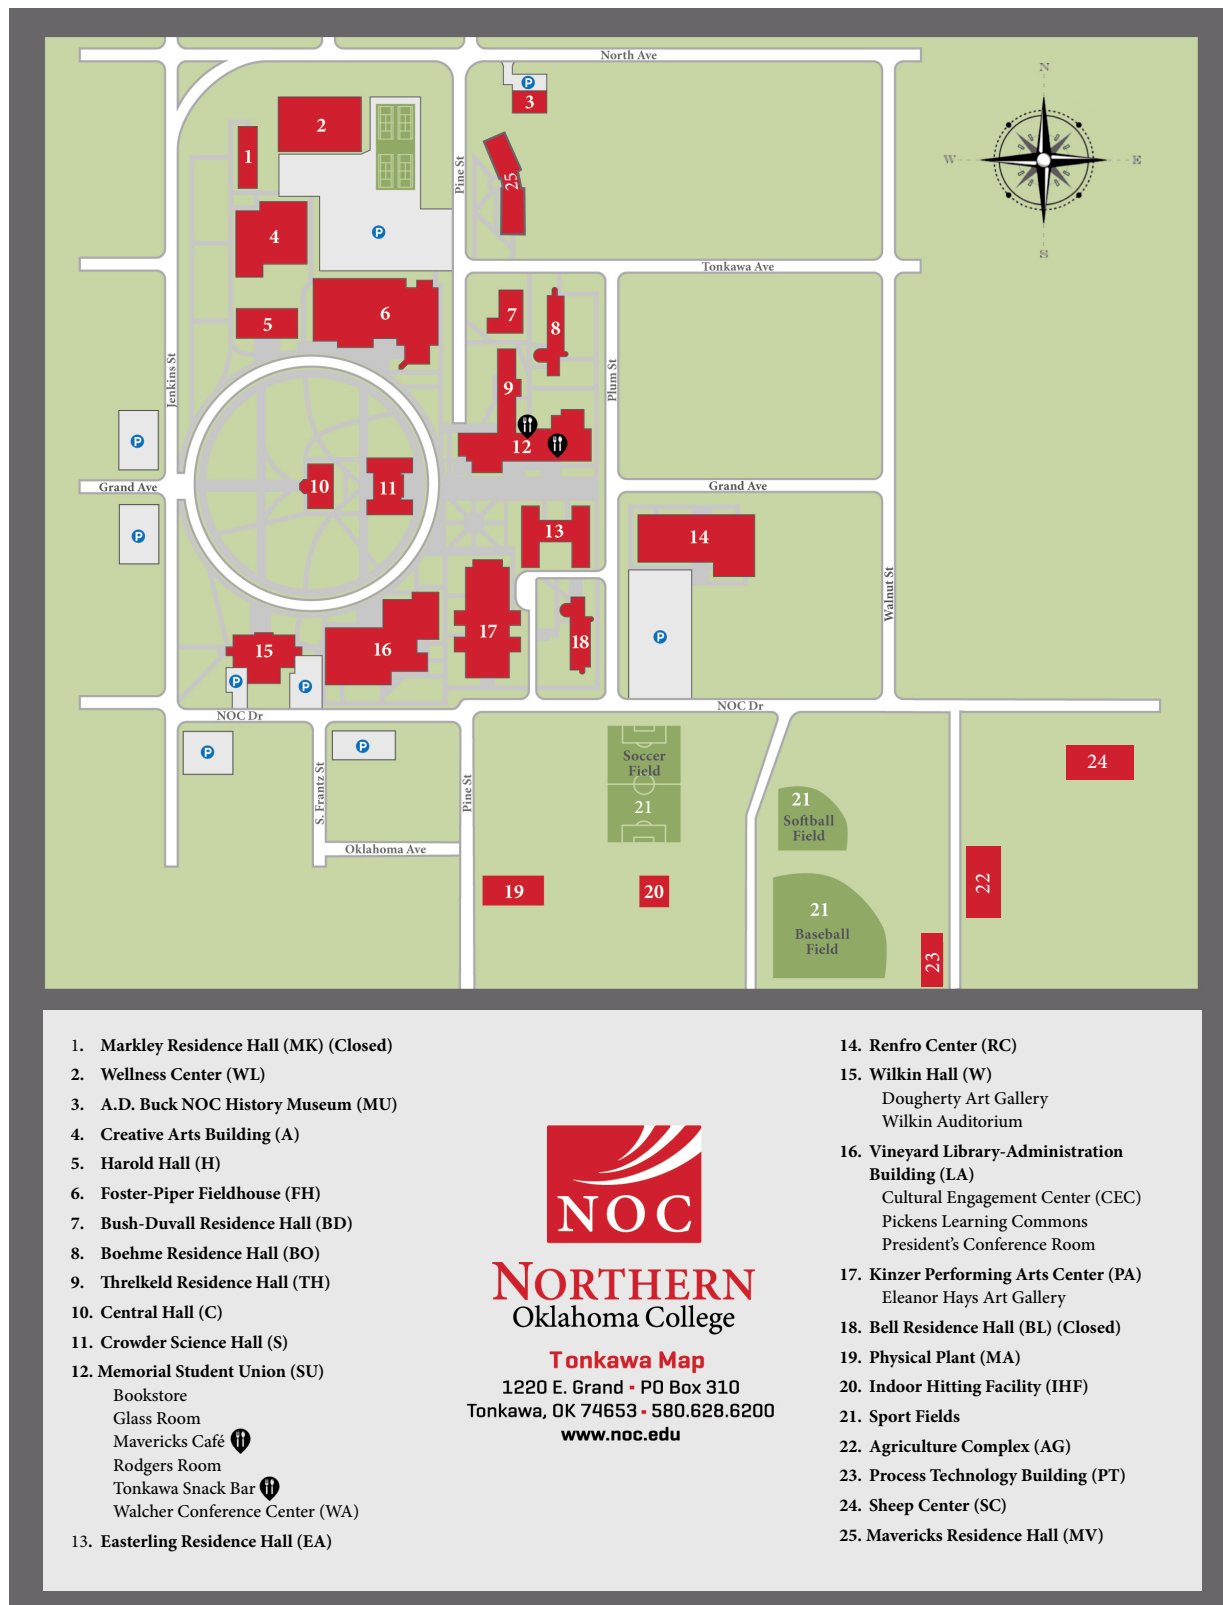 North Ave
N
P
3
2
1
W
E
Pine St
25
4
P
S
Tonkawa Ave
6
7
5
8
Jenkins St
Plum St
9
P
12
10
11
Grand Ave
Grand Ave
P
13
14
Walnut St
17
P
18
15
16
P
P
NOC Dr
NOC Dr
P
P
Soccer
Field
24
S. Frantz St
Pine St
21
21
Softball
Field
Oklahoma Ave
19
20
22
21
Baseball
Field
23
1. Markley Residence Hall (MK) (Closed)
2. Wellness Center (WL)
3. A.D. Buck NOC History Museum (MU)
4. Creative Arts Building (A)
5. Harold Hall (H)
6. Foster-Piper Fieldhouse (FH)
7. Bush-Duvall Residence Hall (BD)
8. Boehme Residence Hall (BO)
9. Threlkeld Residence Hall (TH)
10. Central Hall (C)
11. Crowder Science Hall (S)
12. Memorial Student Union (SU)
Bookstore
Glass Room
Mavericks Café
Rodgers Room
Tonkawa Snack Bar
Walcher Conference Center (WA)
13. Easterling Residence Hall (EA)
NOC
NORTHERN
Oklahoma College
Tonkawa Map
1220 E. Grand ▪ PO Box 310
Tonkawa, OK 74653 ▪ 580.628.6200
www.noc.edu
14. Renfro Center (RC)
15. Wilkin Hall (W)
Dougherty Art Gallery
Wilkin Auditorium
16. Vineyard Library-Administration
Building (LA)
Cultural Engagement Center (CEC)
Pickens Learning Commons
President's Conference Room
17. Kinzer Performing Arts Center (PA)
Eleanor Hays Art Gallery
18. Bell Residence Hall (BL) (Closed)
19. Physical Plant (MA)
20. Indoor Hitting Facility (IHF)
21. Sport Fields
22. Agriculture Complex (AG)
23. Process Technology Building (PT)
24. Sheep Center (SC)
25. Mavericks Residence Hall (MV)